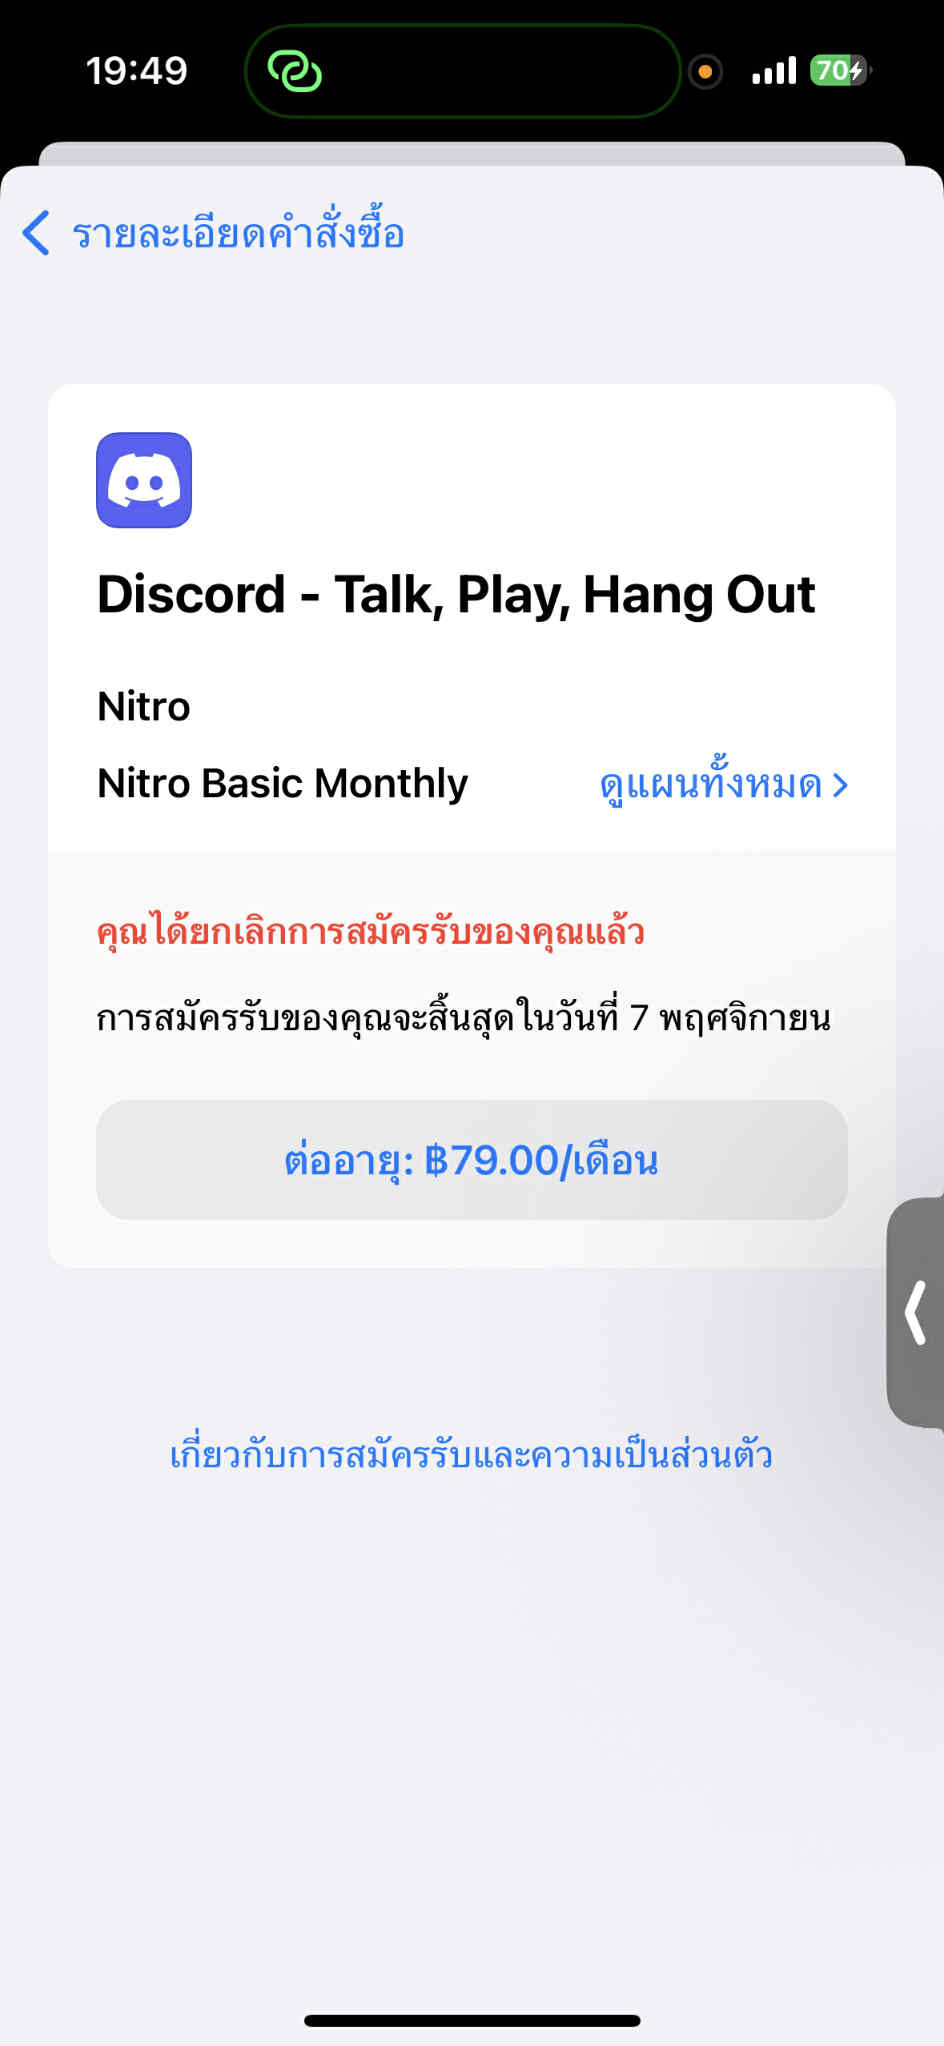 19:49
70
รายละเอียดคำสั่งซื้อ
Discord - Talk, Play, Hang Out
Nitro
Nitro Basic Monthly
ดูแผนทั้งหมด
คุณได้ยกเลิกการสมัครรับของคุณแล้ว
การสมัครรับของคุณจะสิ้นสุดในวันที่ 7 พฤศจิกายน
ต่ออายุ: ฿79.00/เดือน
เกี่ยวกับการสมัครรับและความเป็นส่วนตัว